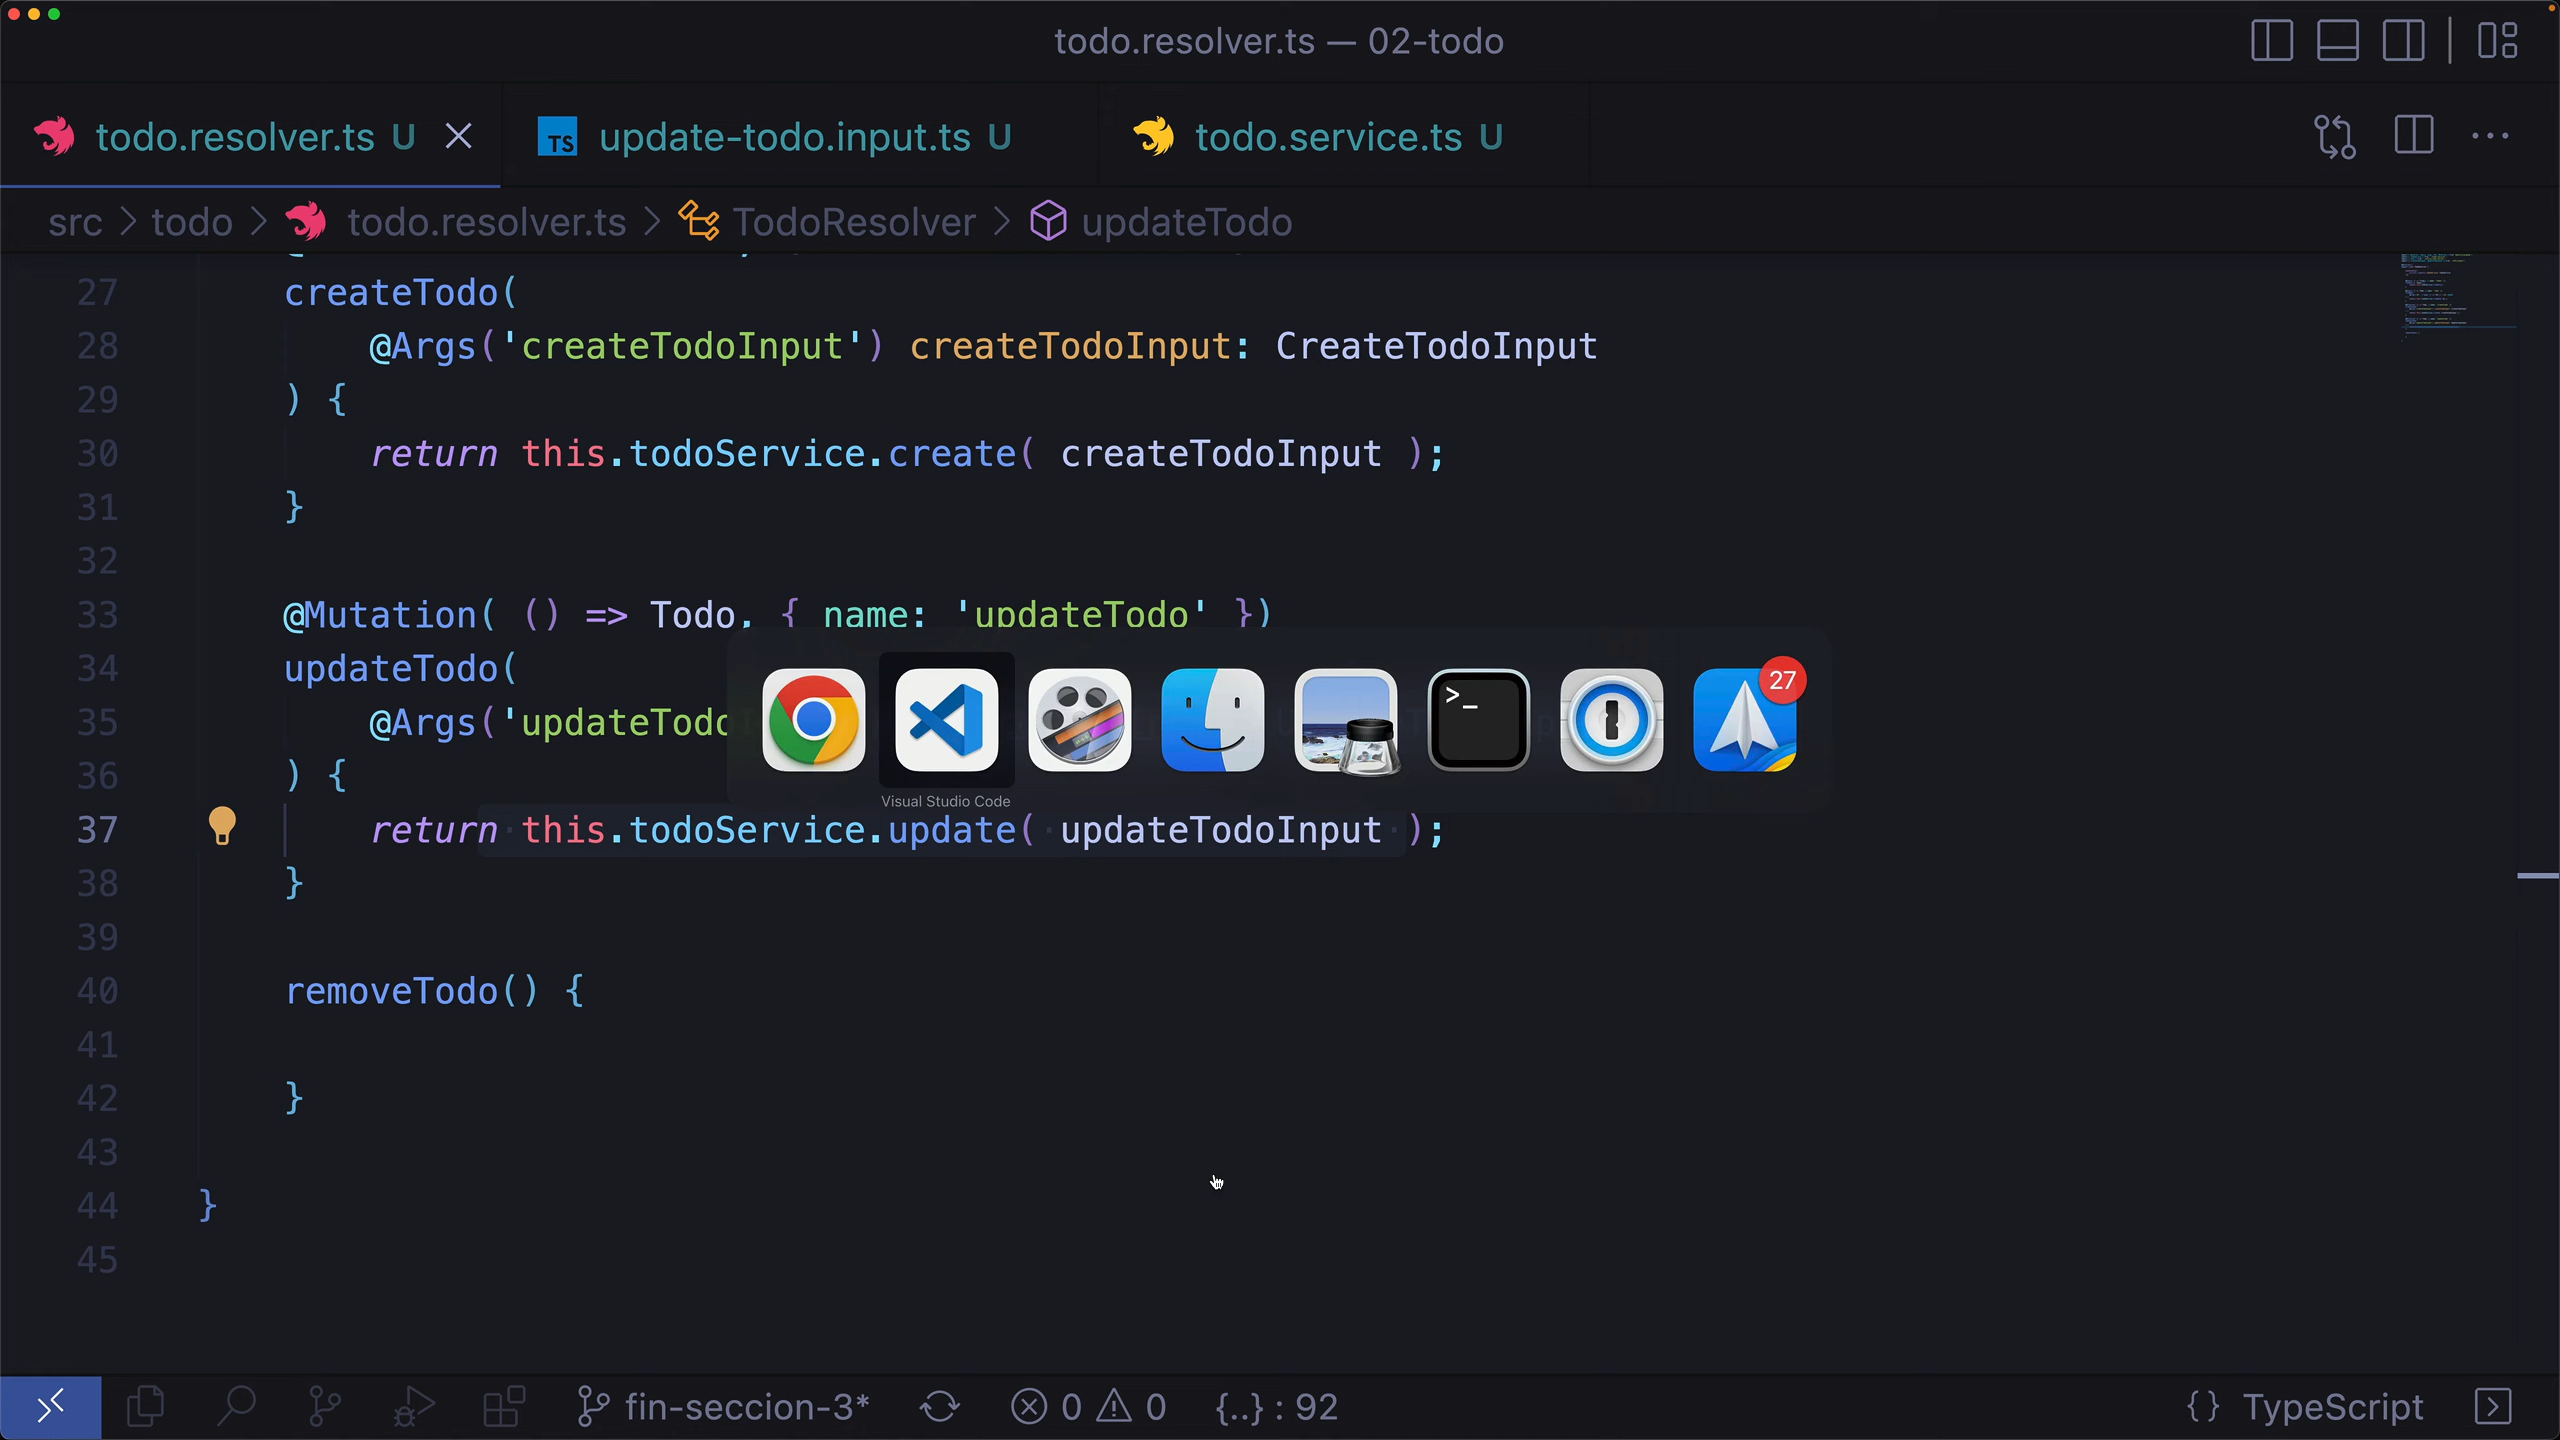 todo.resolver.ts — 02-todo
todo.resolver.ts U
TS update-todo.input.ts U
todo.service.ts U
src > todo > todo.resolver.ts > TodoResolver > updateTodo
27 createTodo(
28 @Args('createTodoInput') createTodoInput: CreateTodoInput
29 ) {
30 return this.todoService.create( createTodoInput );
31 }
32
33 @Mutation( () => Todo, { name: 'updateTodo' })
34 updateTodo(
35 @Args('updateTodo
36 ) {
27
>_
Visual Studio Code
37 return this.todoService.update( updateTodoInput );
38 }
39
40 removeTodo() {
41
42 }
43
44 }
45
fin-seccion-3* 0 0 {..} : 92 {} TypeScript